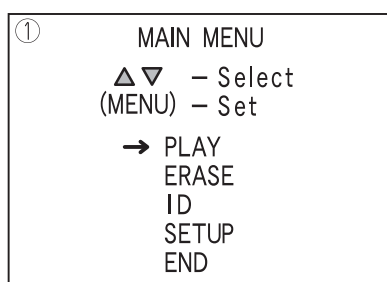 ①
MAIN MENU
△▽ – Select
(MENU) – Set
→ PLAY
ERASE
ID
SETUP
END